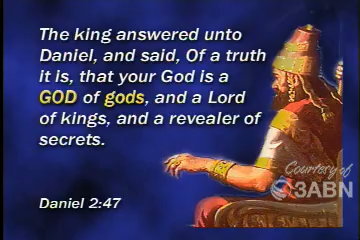 The king answered unto
Daniel, and said, Of a truth
it is, that your God is a
GOD of gods, and a Lord
of kings, and a revealer of
secrets.
Daniel 2:47
Courtesy of
3ABN